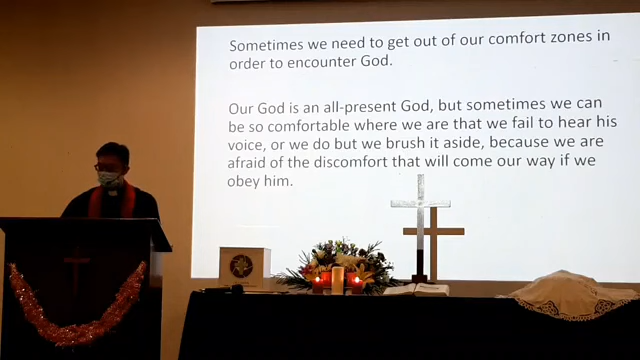 Sometimes we need to get out of our comfort zones in
order to encounter God.
Our God is an all-present God, but sometimes we can
be so comfortable where we are that we fail to hear his
voice, or we do but we brush it aside, because we are
afraid of the discomfort that will come our way if we
obey him.